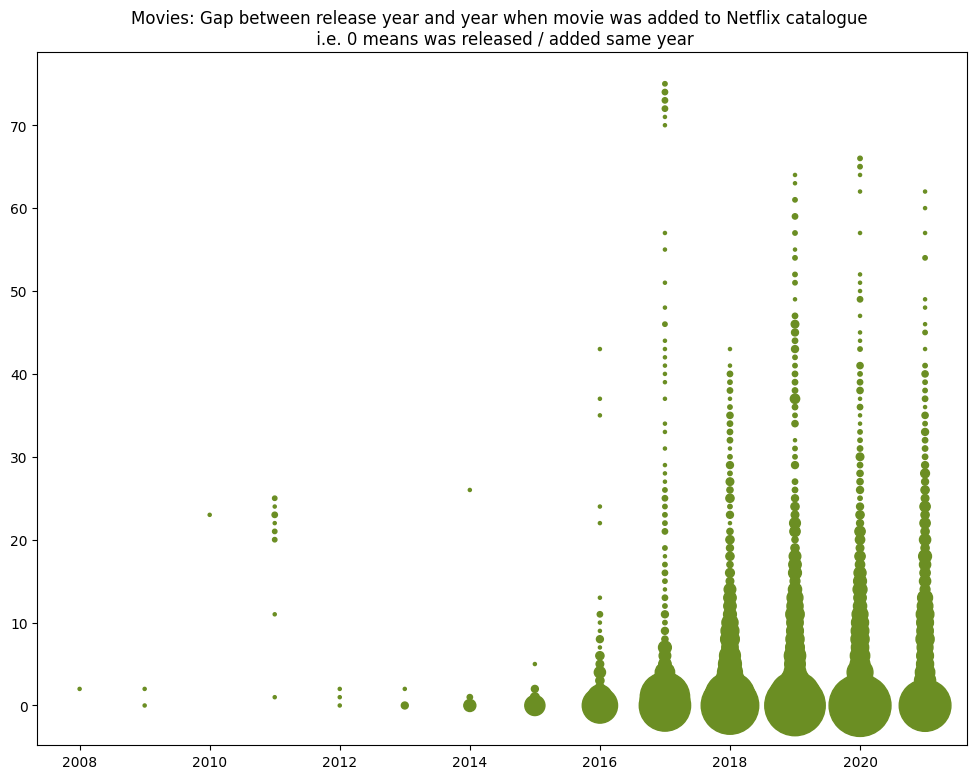 Movies: Gap between release year and year when movie was added to Netflix catalogue
i.e. 0 means was released / added same year
70
60
50
40
30
20
10
0
2008 2010 2012 2014 2016 2018 2020